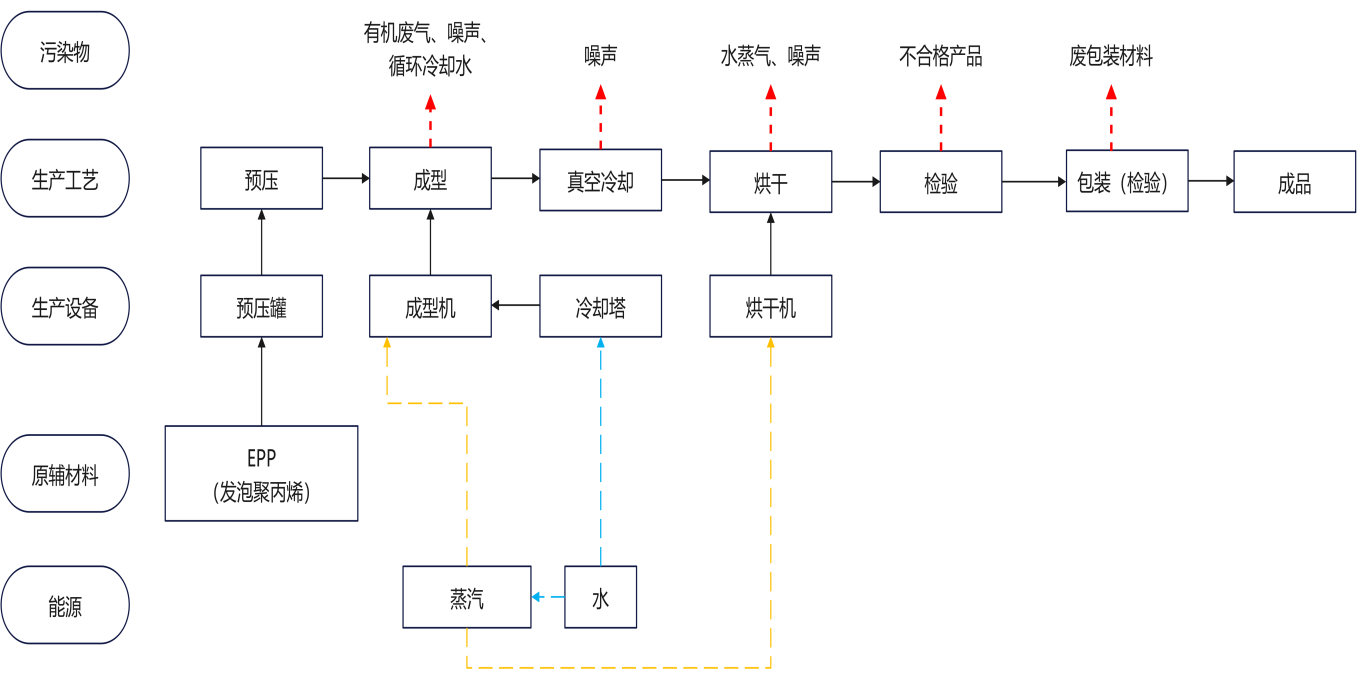 污染物
有机废气、噪声、
循环冷却水
噪声
水蒸气、噪声
不合格产品
废包装材料
生产工艺
预压
成型
真空冷却
烘干
检验
包装（检验）
成品
生产设备
预压罐
成型机
冷却塔
烘干机
原辅材料
EPP
（发泡聚丙烯）
能源
蒸汽
水